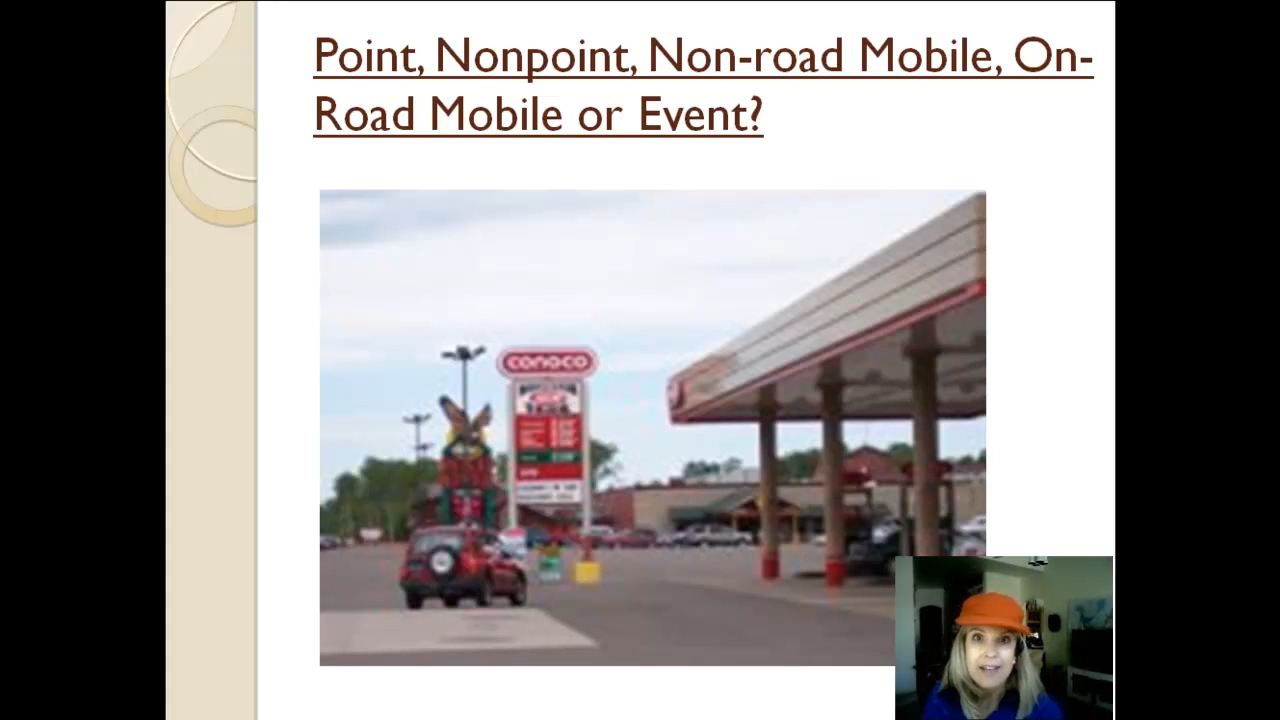 Point, Nonpoint, Non-road Mobile, On-
Road Mobile or Event?
conoco